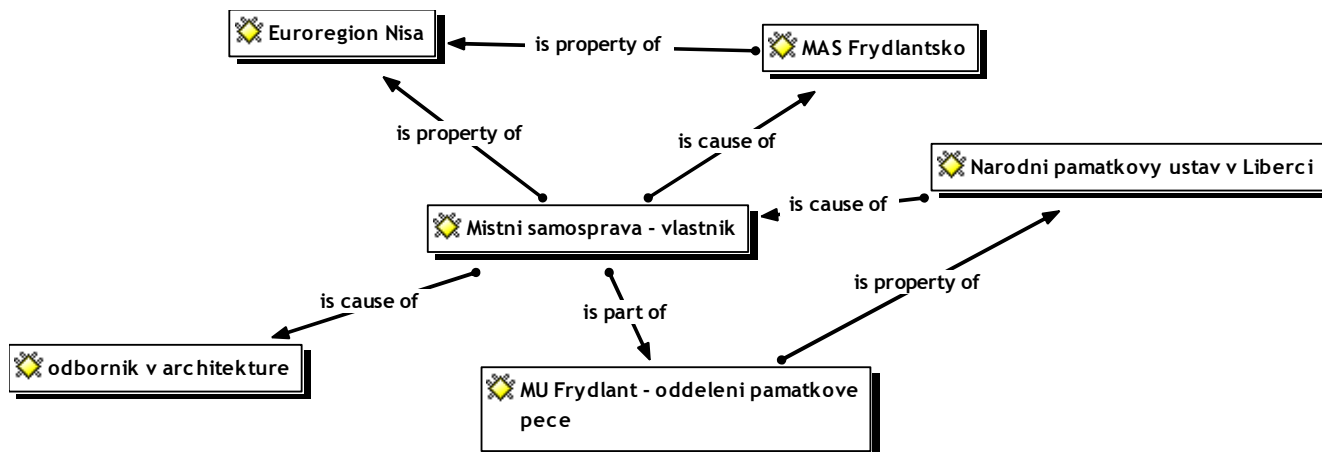 Euroregion Nisa
is property of
MAS Frydlantsko
is property of
is cause of
Narodni pamatkovy ustav v Liberci
is cause of
Mistni samosprava - vlastnik
is property of
is cause of
is part of
odbornik v architekture
MU Frydlant - oddeleni pamatkove
pece